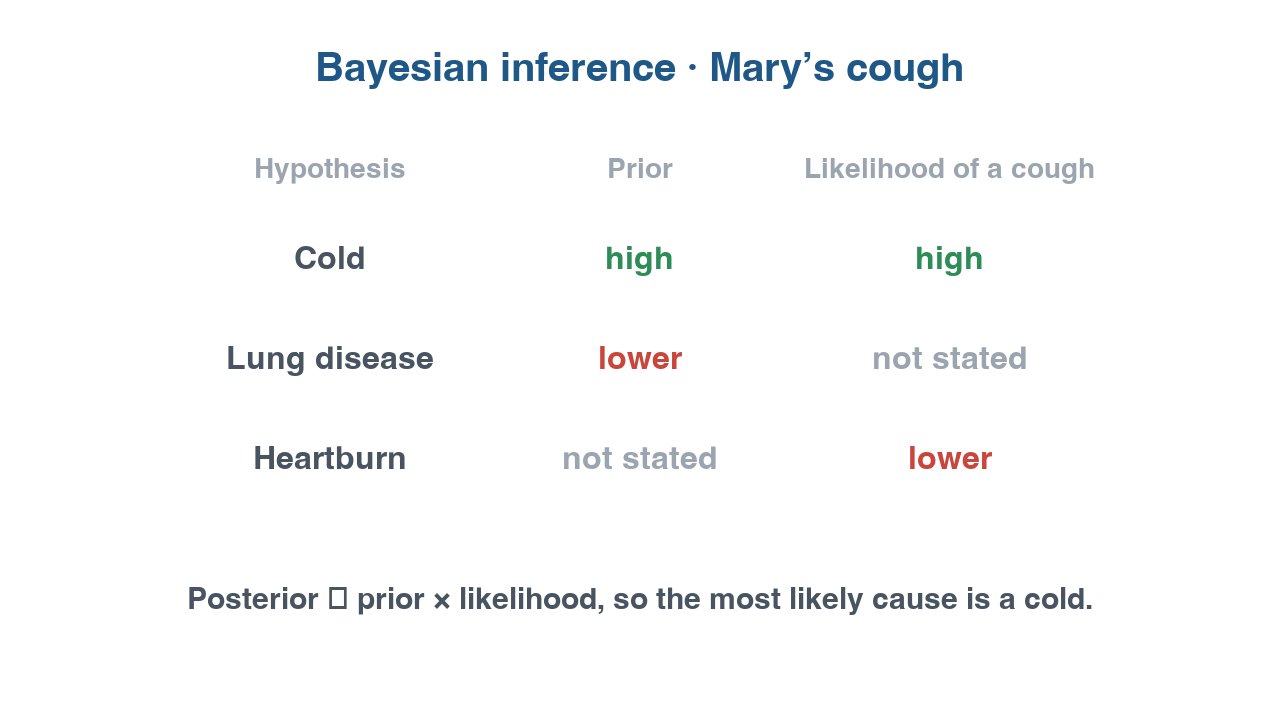 Bayesian inference · Mary’s cough
Hypothesis Prior Likelihood of a cough
Cold high high
Lung disease lower not stated
Heartburn not stated lower
Posterior □ prior × likelihood, so the most likely cause is a cold.